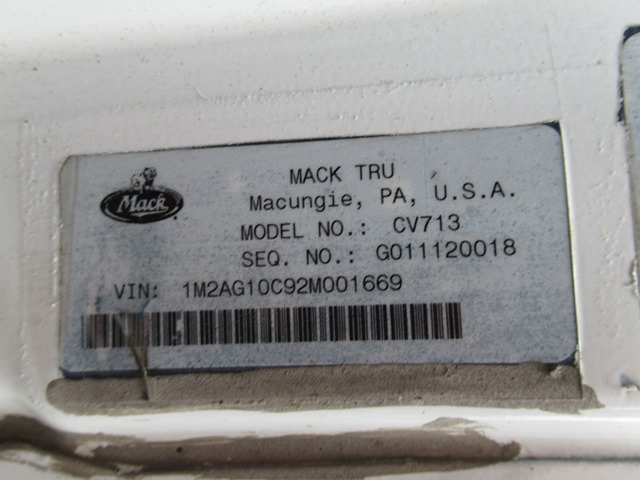 Mack
MACK TRU
Macungie, PA, U.S.A.
MODEL NO.: CV713
SEQ. NO.: G011120018
VIN: 1M2AG10C92M001669